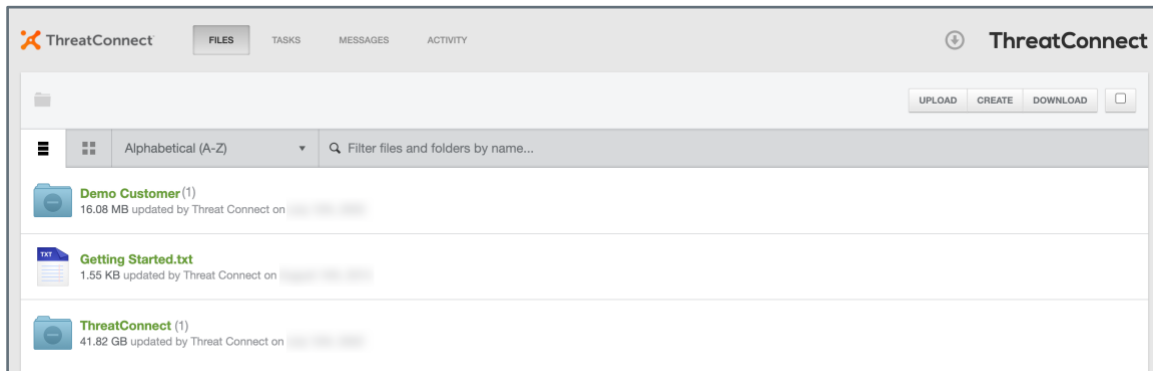 ThreatConnect FILES TASKS MESSAGES ACTIVITY ThreatConnect
UPLOAD CREATE DOWNLOAD
Alphabetical (A-Z) Filter files and folders by name...
Demo Customer (1)
16.08 MB updated by Threat Connect on
TXT
Getting Started.txt
1.55 KB updated by Threat Connect on
ThreatConnect (1)
41.82 GB updated by Threat Connect on